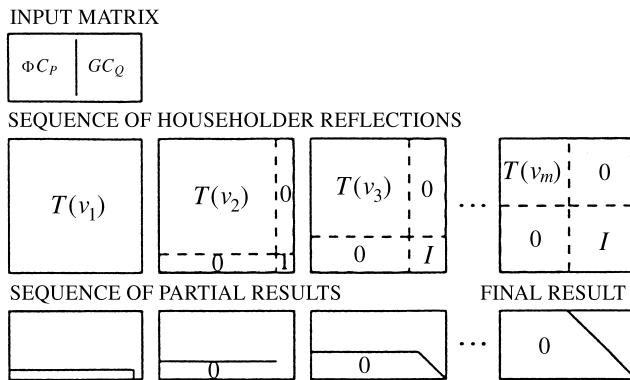 INPUT MATRIX
ΦC_P GC_Q
SEQUENCE OF HOUSEHOLDER REFLECTIONS
T(v_1) T(v_2) 0 0 I T(v_3) 0 0 I ... T(v_m) 0 0 I
SEQUENCE OF PARTIAL RESULTS FINAL RESULT
0 0 ... 0